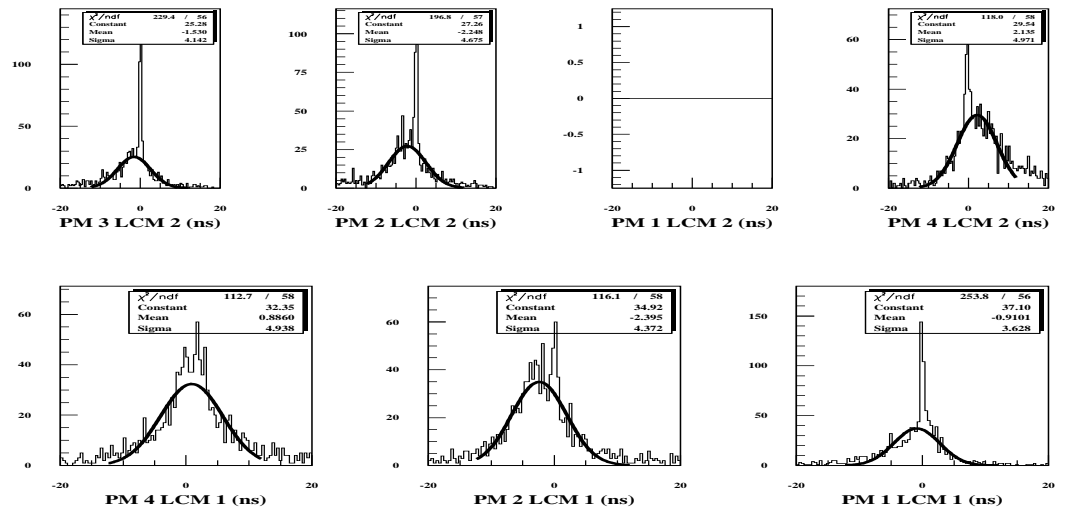 χ²/ndf 229.4 / 56
Constant 25.28
Mean -1.530
Sigma 4.142
100
50
0
-20 0 20
PM 3 LCM 2 (ns)
χ²/ndf 196.8 / 57
Constant 27.26
Mean -2.248
Sigma 4.675
100
75
50
25
0
-20 0 20
PM 2 LCM 2 (ns)
1
0.5
0
-0.5
-1
-20 0 20
PM 1 LCM 2 (ns)
χ²/ndf 118.0 / 58
Constant 29.54
Mean 2.135
Sigma 4.971
60
40
20
0
-20 0 20
PM 4 LCM 2 (ns)
χ²/ndf 112.7 / 58
Constant 32.35
Mean 0.8860
Sigma 4.938
60
40
20
0
-20 0 20
PM 4 LCM 1 (ns)
χ²/ndf 116.1 / 58
Constant 34.92
Mean -2.395
Sigma 4.372
60
40
20
0
-20 0 20
PM 2 LCM 1 (ns)
χ²/ndf 253.8 / 56
Constant 37.10
Mean -0.9101
Sigma 3.628
150
100
50
0
-20 0 20
PM 1 LCM 1 (ns)